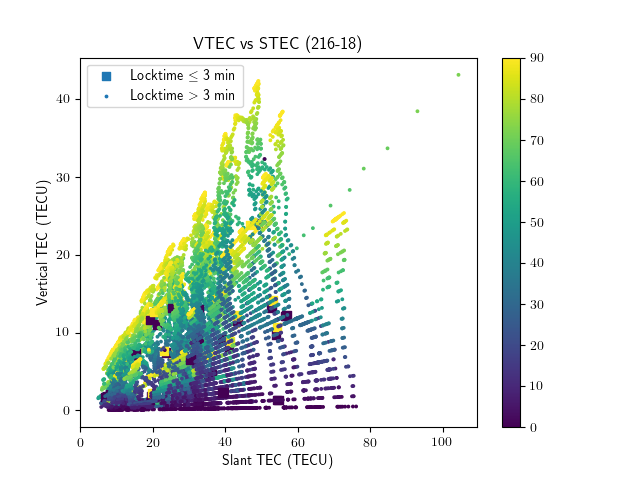 VTEC vs STEC (216-18)
Locktime ≤ 3 min
Locktime > 3 min
Vertical TEC (TECU)
40
30
20
10
0
0 20 40 60 80 100
Slant TEC (TECU)
90
80
70
60
50
40
30
20
10
0